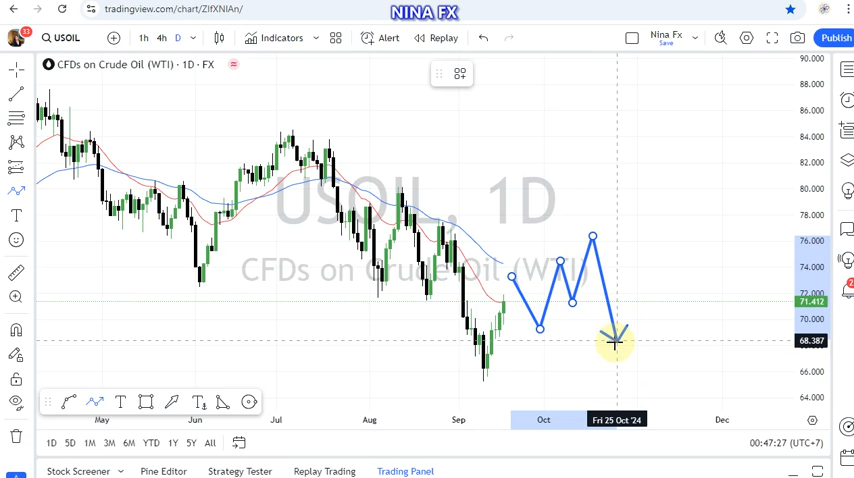 NINA FX
tradingview.com/chart/ZIfXNIAn/
33
USOIL
1h 4h D
Indicators
Alert
Replay
Nina Fx
Save
Publish
CFDs on Crude Oil (WTI) · 1D · FX
USOIL, 1D
CFDs on Crude Oil (WTI)
90.000
88.000
86.000
84.000
82.000
80.000
78.000
76.000
74.000
72.000
71.412
70.000
68.387
66.000
64.000
May Jun Jul Aug Sep Oct Fri 25 Oct '24 Dec
1D 5D 1M 3M 6M YTD 1Y 5Y All
00:47:27 (UTC+7)
Stock Screener Pine Editor Strategy Tester Replay Trading Trading Panel